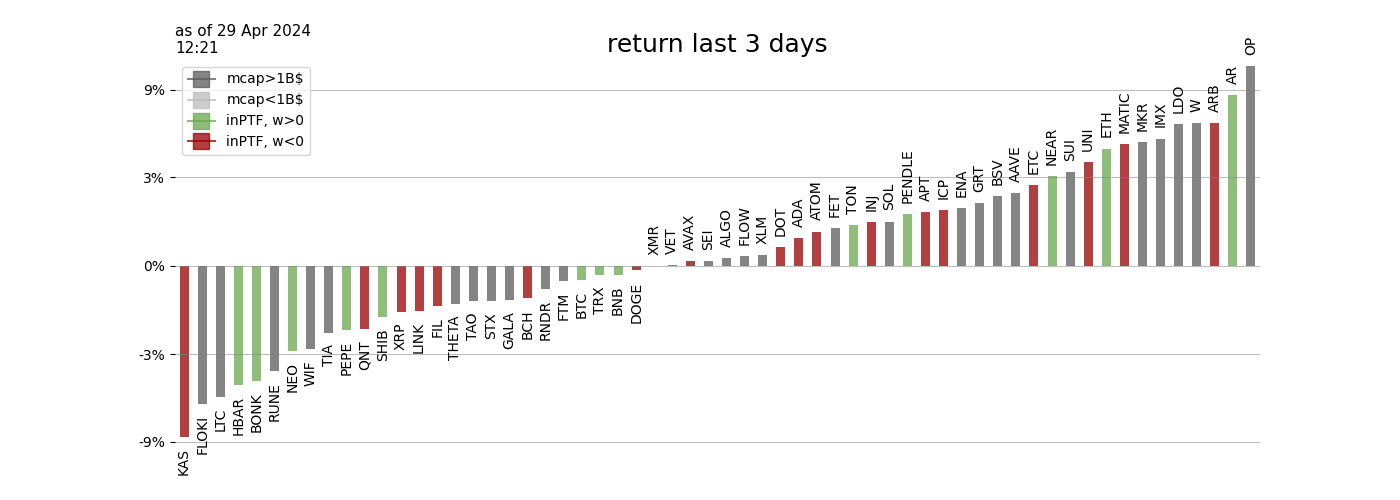 as of 29 Apr 2024
12:21
return last 3 days
mcap>1B$
mcap<1B$
inPTF, w>0
inPTF, w<0
9%
3%
0%
-3%
-9%
KAS
FLOKI
LTC
HBAR
BONK
RUNE
NEO
WIF
TIA
PEPE
QNT
SHIB
XRP
LINK
FIL
THETA
TAO
STX
GALA
BCH
RNDR
FTM
BTC
TRX
BNB
DOGE
XMR
VET
AVAX
SEI
ALGO
FLOW
XLM
DOT
ADA
ATOM
FET
TON
INJ
SOL
PENDLE
APT
ICP
ENA
GRT
BSV
AAVE
ETC
NEAR
SUI
UNI
ETH
MATIC
MKR
IMX
LDO
W
ARB
AR
OP